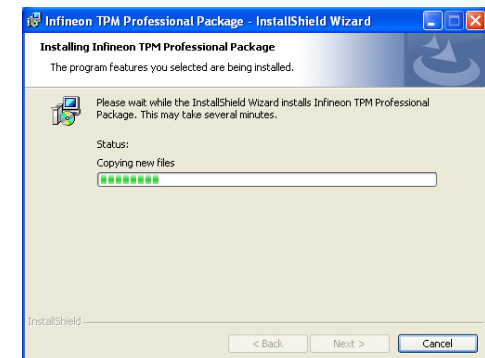 Infineon TPM Professional Package - InstallShield Wizard
Installing Infineon TPM Professional Package
The program features you selected are being installed.
Please wait while the InstallShield Wizard installs Infineon TPM Professional
Package. This may take several minutes.
Status:
Copying new files
InstallShield
< Back
Next >
Cancel